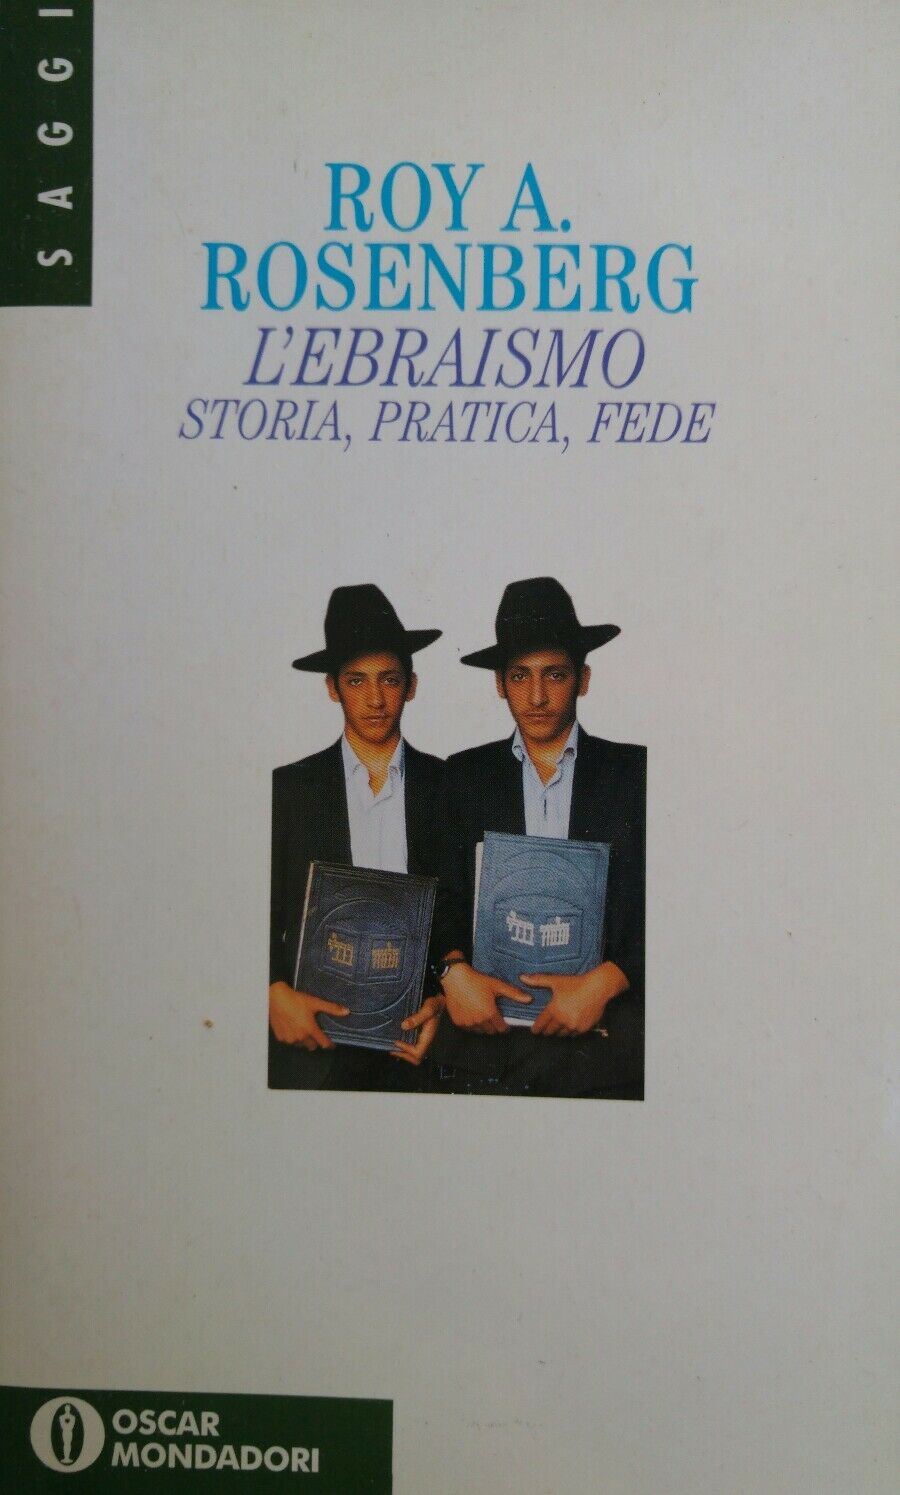 SAGGI
ROY A.
ROSENBERG
L'EBRAISMO
STORIA, PRATICA, FEDE
OSCAR
MONDADORI